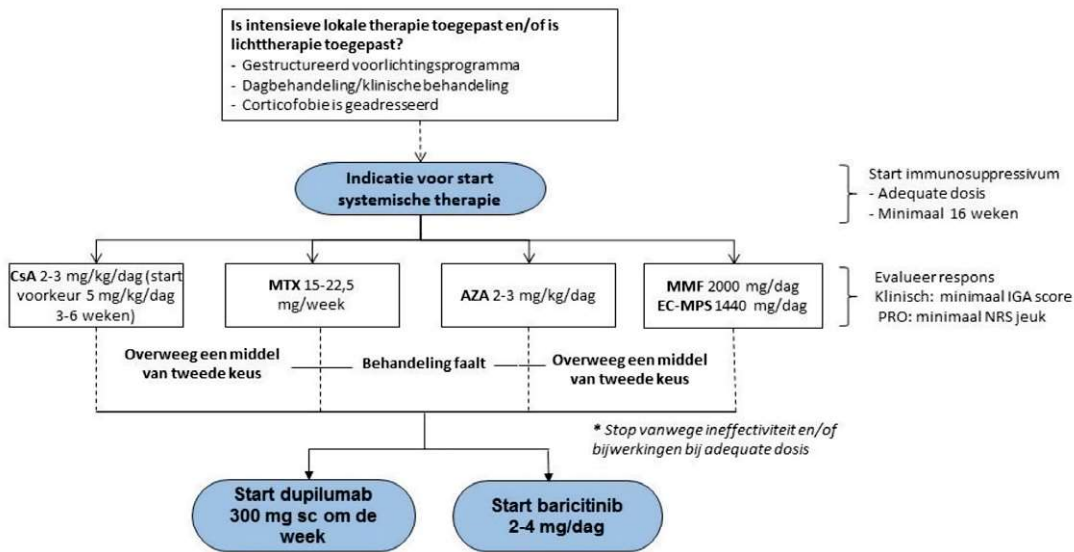 Is intensieve lokale therapie toegepast en/of is
lichttherapie toegepast?
- Gestructureerd voorlichtingsprogramma
- Dagbehandeling/klinische behandeling
- Corticofobie is geadresseerd
Indicatie voor start
systemische therapie
Start immunosuppressivum
- Adequate dosis
- Minimaal 16 weken
CsA 2-3 mg/kg/dag (start
voorkeur 5 mg/kg/dag
3-6 weken)
MTX 15-22,5
mg/week
AZA 2-3 mg/kg/dag
MMF 2000 mg/dag
EC-MPS 1440 mg/dag
Evalueer respons
Klinisch: minimaal IGA score
PRO: minimaal NRS jeuk
Overweeg een middel
van tweede keus
Behandeling faalt
Overweeg een middel
van tweede keus
* Stop vanwege ineffectiviteit en/of
bijwerkingen bij adequate dosis
Start dupilumab
300 mg sc om de
week
Start baricitinib
2-4 mg/dag